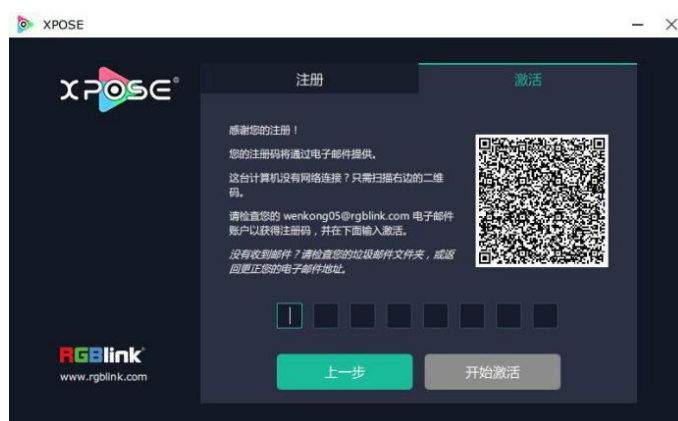 XPOSE
XPOSE
注册
激活
感谢您的注册！
您的注册码将通过电子邮件提供。
这台计算机没有网络连接？只需扫描右边的二维
码。
请检查您的 wenkong05@rgblink.com 电子邮件
账户以获得注册码，并在下面输入激活。
没有收到邮件？请检查您的垃圾邮件文件夹，或返
回更正您的电子邮件地址。
上一步
开始激活
RGBlink
www.rgblink.com